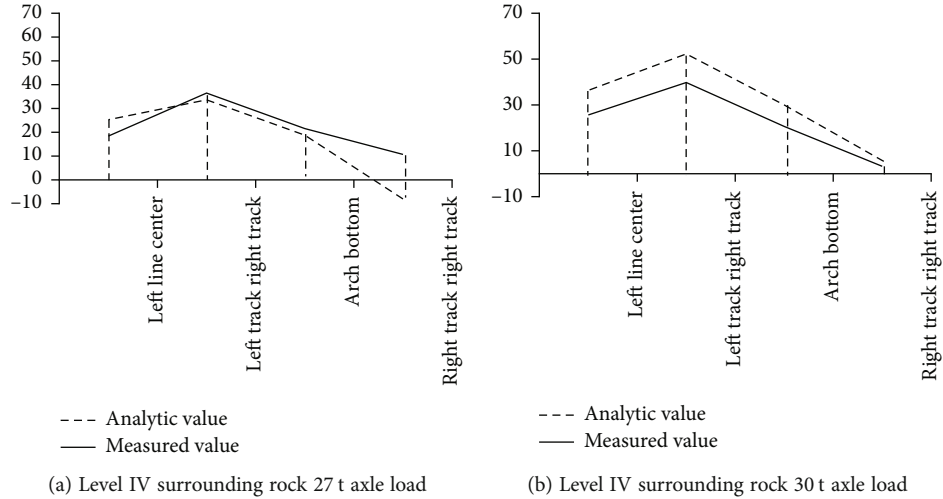 70
60
50
40
30
20
10
0
−10
Left line center
Left track right track
Arch bottom
Right track right track
Analytic value
Measured value
(a) Level IV surrounding rock 27 t axle load
70
50
30
10
−10
Left line center
Left track right track
Arch bottom
Right track right track
Analytic value
Measured value
(b) Level IV surrounding rock 30 t axle load